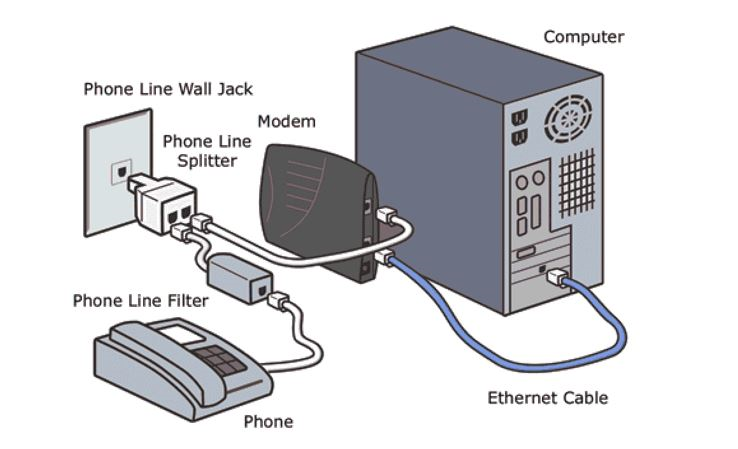 Computer
Phone Line Wall Jack
Modem
Phone Line
Splitter
Phone Line Filter
Ethernet Cable
Phone